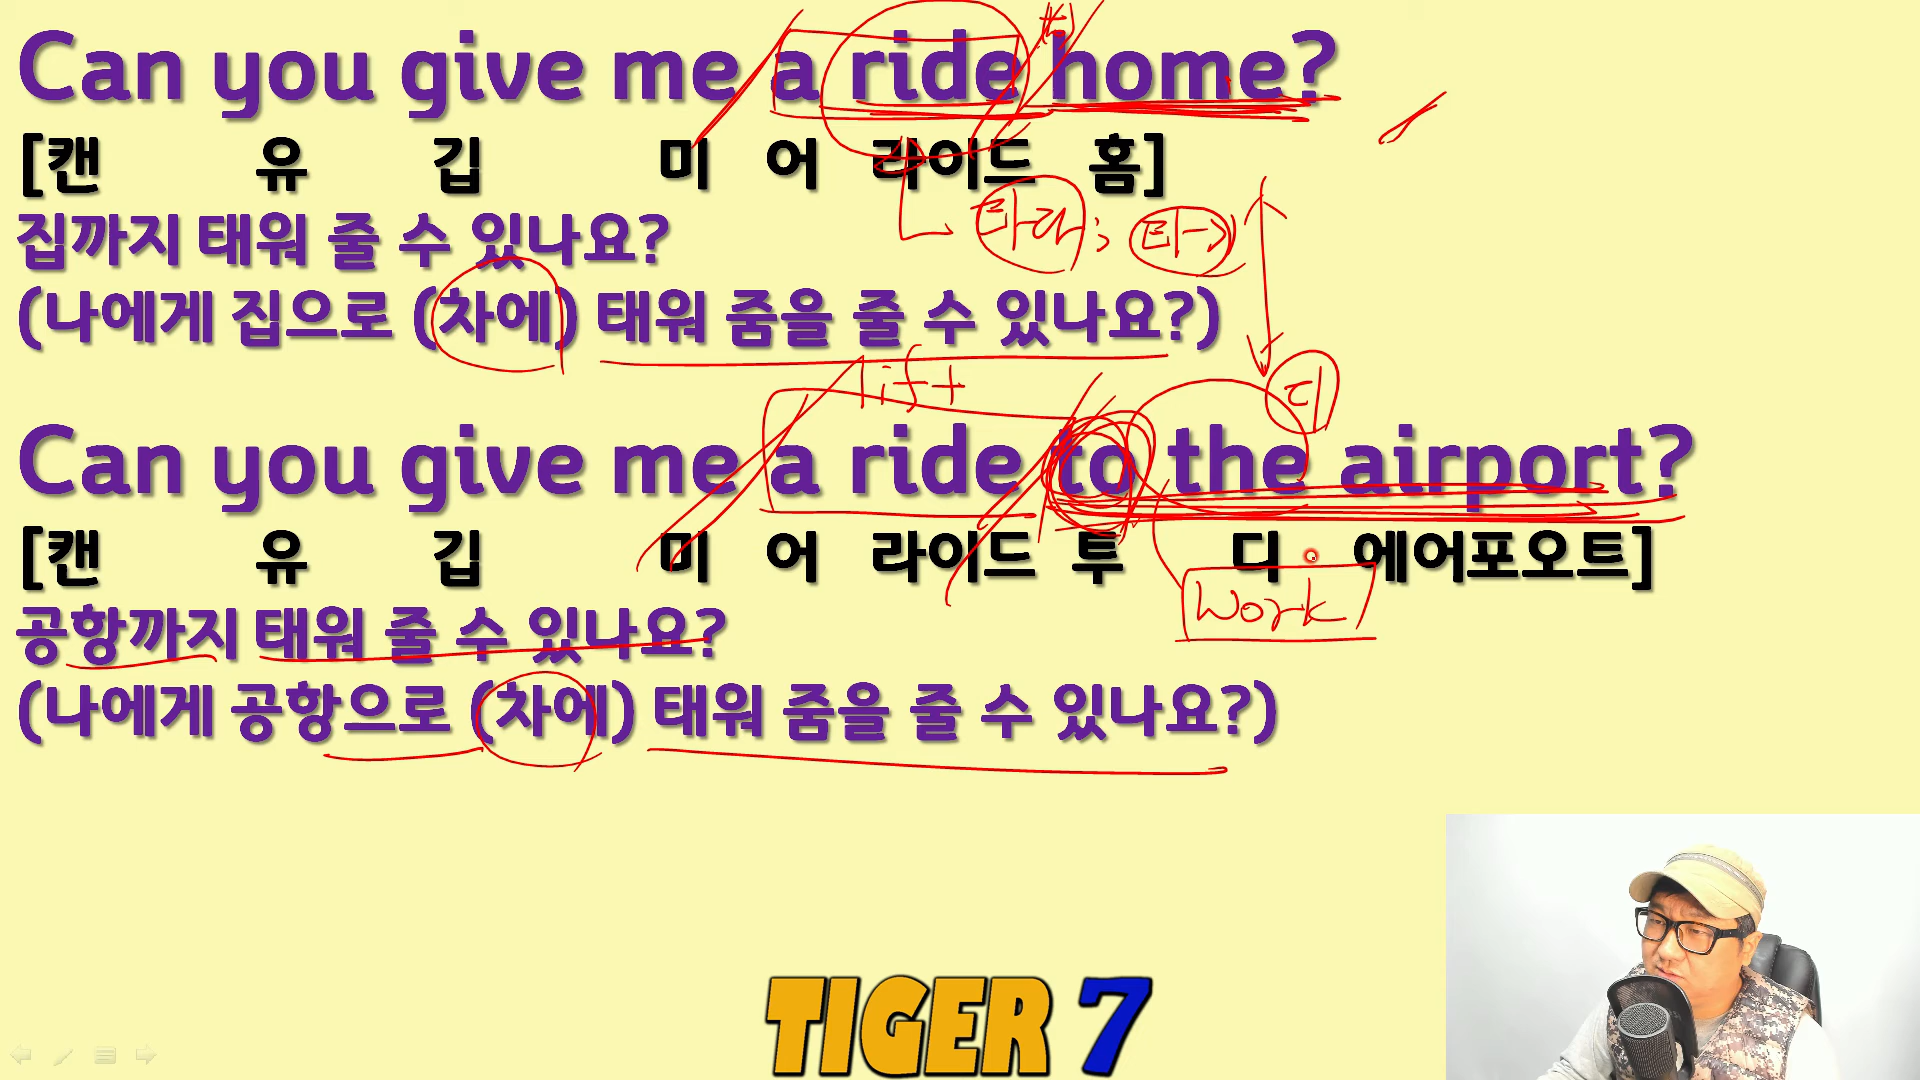 Can you give me a ride home?
[캔 유 깁 미 어 라이드 홈]
집까지 태워 줄 수 있나요?
(나에게 집으로 (차에) 태워 줌을 줄 수 있나요?)
lift
디
Can you give me a ride to the airport?
[캔 유 깁 미 어 라이드 투 디 에어포오트]
work
공항까지 태워 줄 수 있나요?
(나에게 공항으로 (차에) 태워 줌을 줄 수 있나요?)
TIGER 7